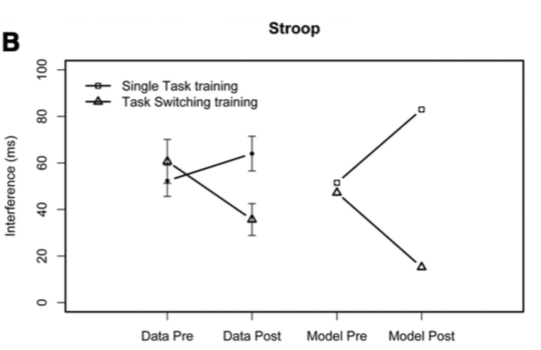 Stroop
B
Single Task training
Task Switching training
Interference (ms)
100
80
60
40
20
0
Data Pre
Data Post
Model Pre
Model Post